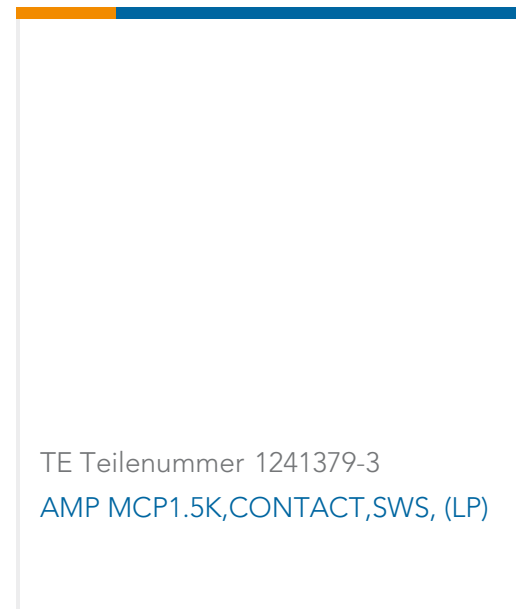 TE Teilenummer 1241379-3
AMP MCP1.5K,CONTACT,SWS, (LP)